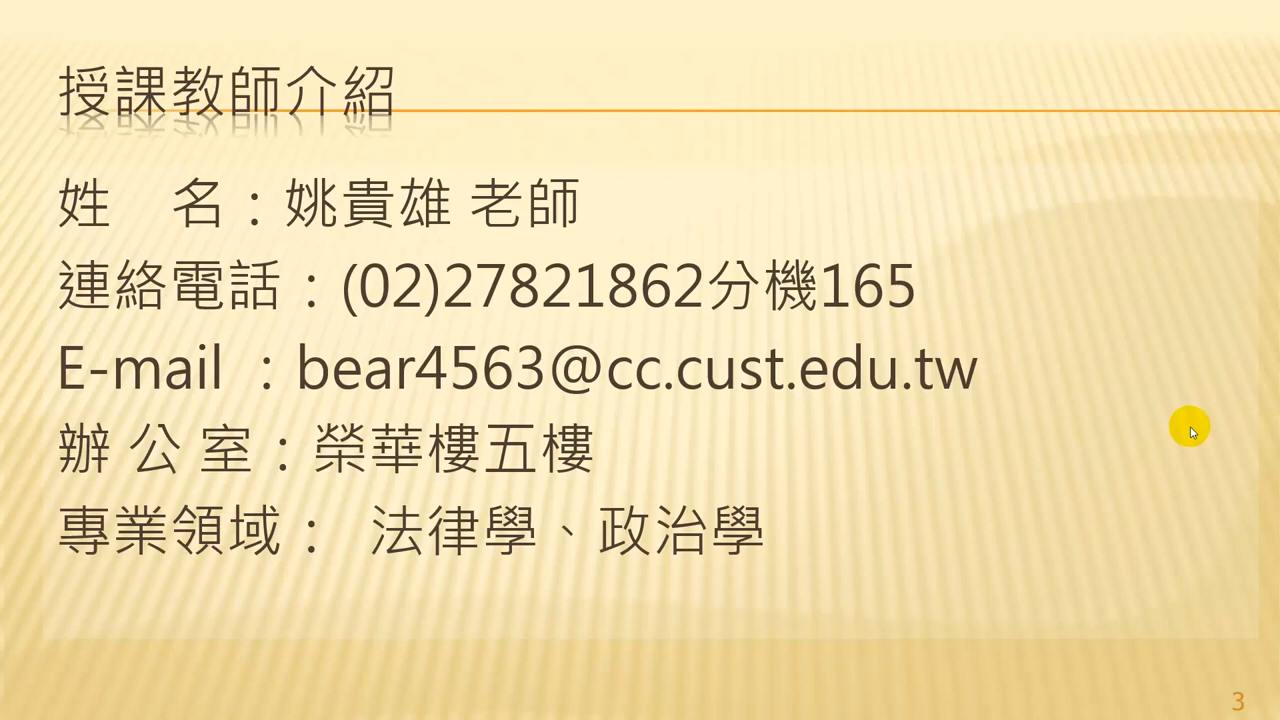 授課教師介紹
姓　名：姚貴雄 老師
連絡電話：(02)27821862分機165
E-mail ：bear4563@cc.cust.edu.tw
辦 公 室：榮華樓五樓
專業領域： 法律學、政治學
3